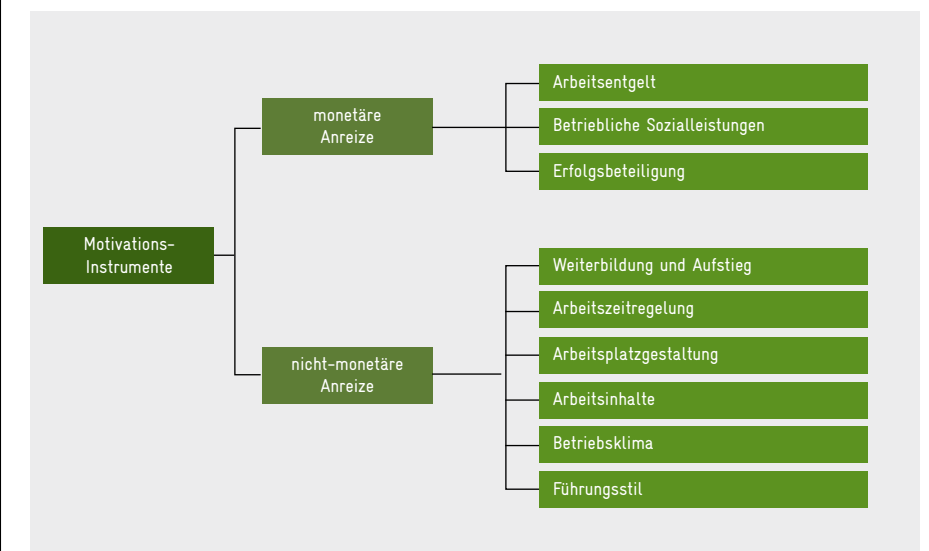 Motivations-
Instrumente
monetäre
Anreize
Arbeitsentgelt
Betriebliche Sozialleistungen
Erfolgsbeteiligung
nicht-monetäre
Anreize
Weiterbildung und Aufstieg
Arbeitszeitregelung
Arbeitsplatzgestaltung
Arbeitsinhalte
Betriebsklima
Führungsstil